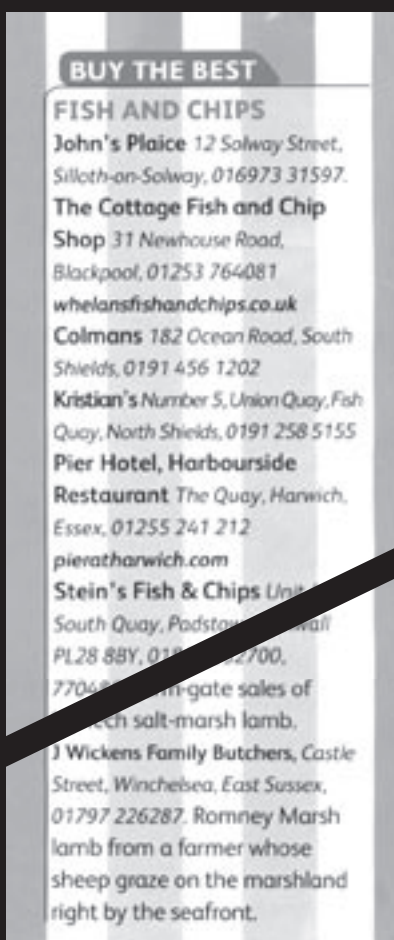 BUY THE BEST
FISH AND CHIPS
John's Plaice 12 Solway Street,
Silloth-on-Solway, 016973 31597.
The Cottage Fish and Chip
Shop 31 Newhouse Road,
Blackpool, 01253 764081
whelansfishandchips.co.uk
Colmans 182 Ocean Road, South
Shields, 0191 456 1202
Kristian's Number 5, Union Quay, Fish
Quay, North Shields, 0191 258 5155
Pier Hotel, Harbourside
Restaurant The Quay, Harwich,
Essex, 01255 241 212
pieratharwich.com
Stein's Fish & Chips
South Quay,
PL28 8BY,
sales of
salt-marsh lamb.
J Wickens Family Butchers, Castle
Street, Winchelsea, East Sussex,
01797 226287. Romney Marsh
lamb from a farmer whose
sheep graze on the marshland
right by the seafront.